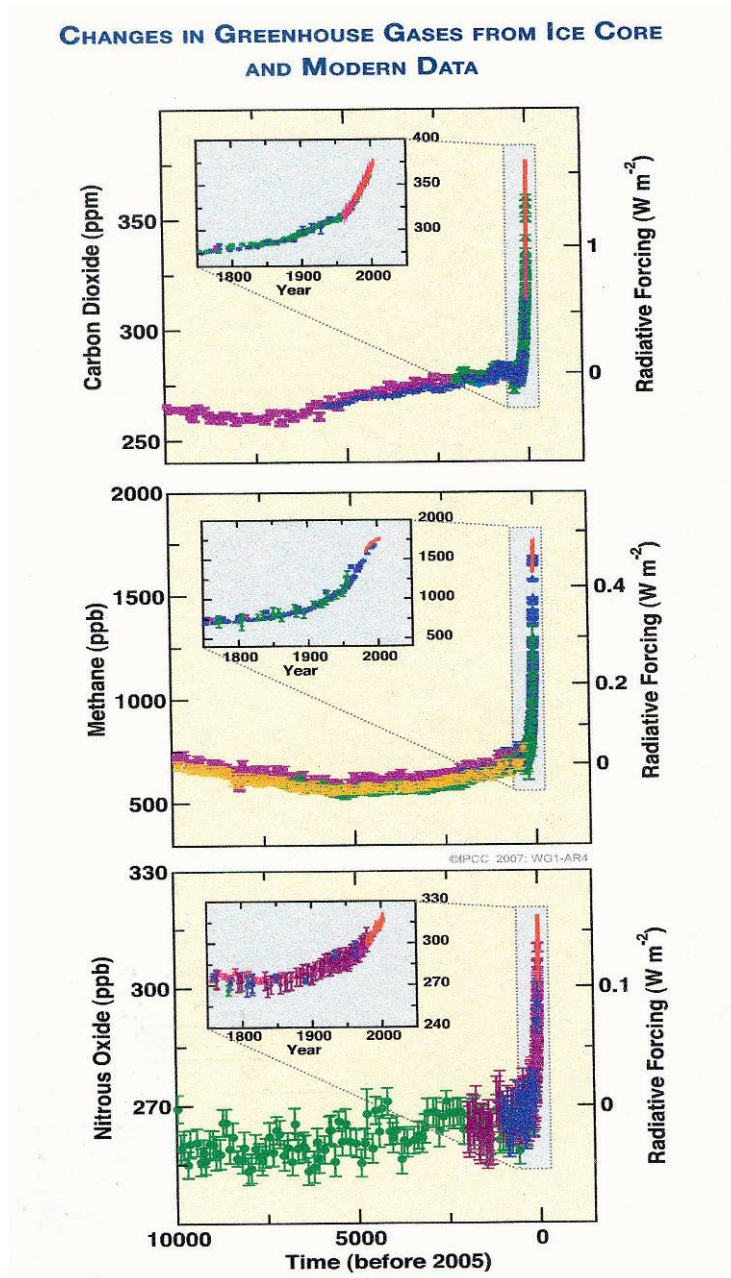 CHANGES IN GREENHOUSE GASES FROM ICE CORE
AND MODERN DATA
Carbon Dioxide (ppm)
350
300
250
400
350
300
1800 1900 2000
Year
1
0
Radiative Forcing (W m-2)
Methane (ppb)
2000
1500
1000
500
2000
1500
1000
500
1800 1900 2000
Year
0.4
0.2
0
Radiative Forcing (W m-2)
©IPCC 2007: WG1-AR4
Nitrous Oxide (ppb)
330
300
270
330
300
270
240
1800 1900 2000
Year
0.1
0
Radiative Forcing (W m-2)
10000 5000 0
Time (before 2005)